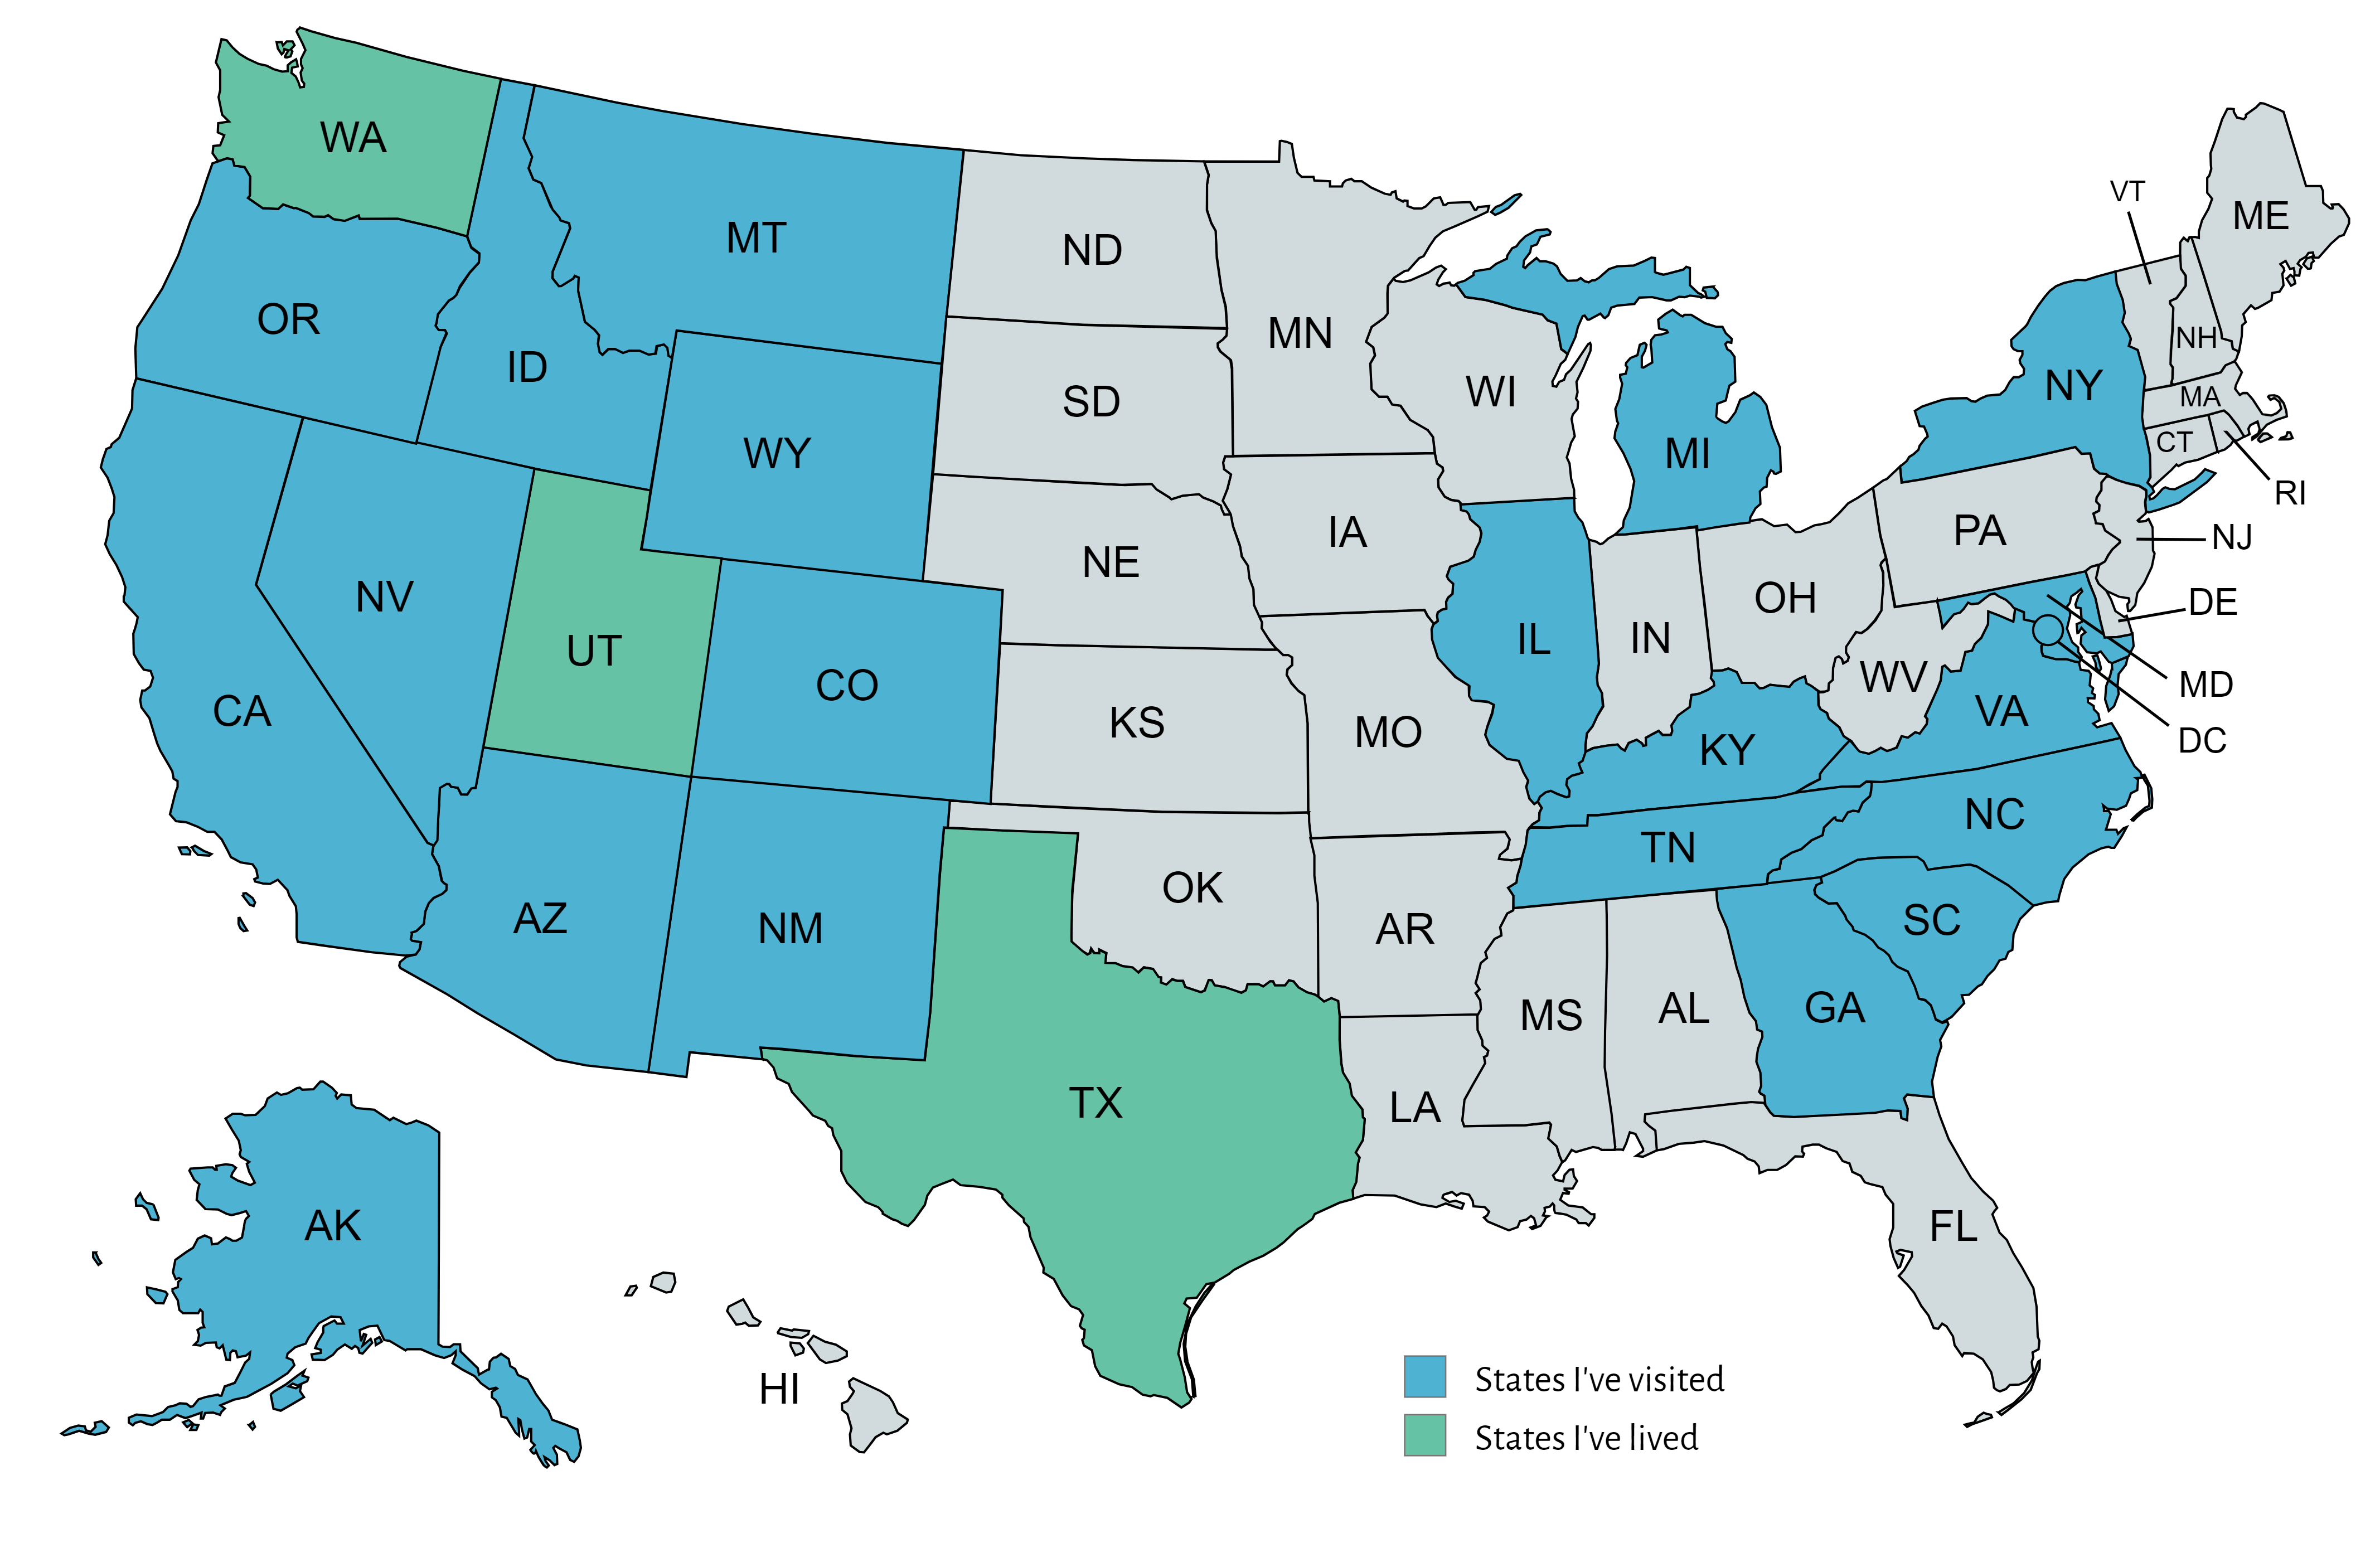 WA
MT
ND
MN
VT
ME
OR
ID
WY
SD
WI
MI
NY
NH
MA
CT
RI
NV
UT
CO
NE
IA
IL
IN
OH
PA
NJ
DE
MD
DC
CA
KS
MO
KY
WV
VA
AZ
NM
OK
AR
TN
NC
SC
MS
AL
GA
TX
LA
FL
AK
HI
States I've visited
States I've lived